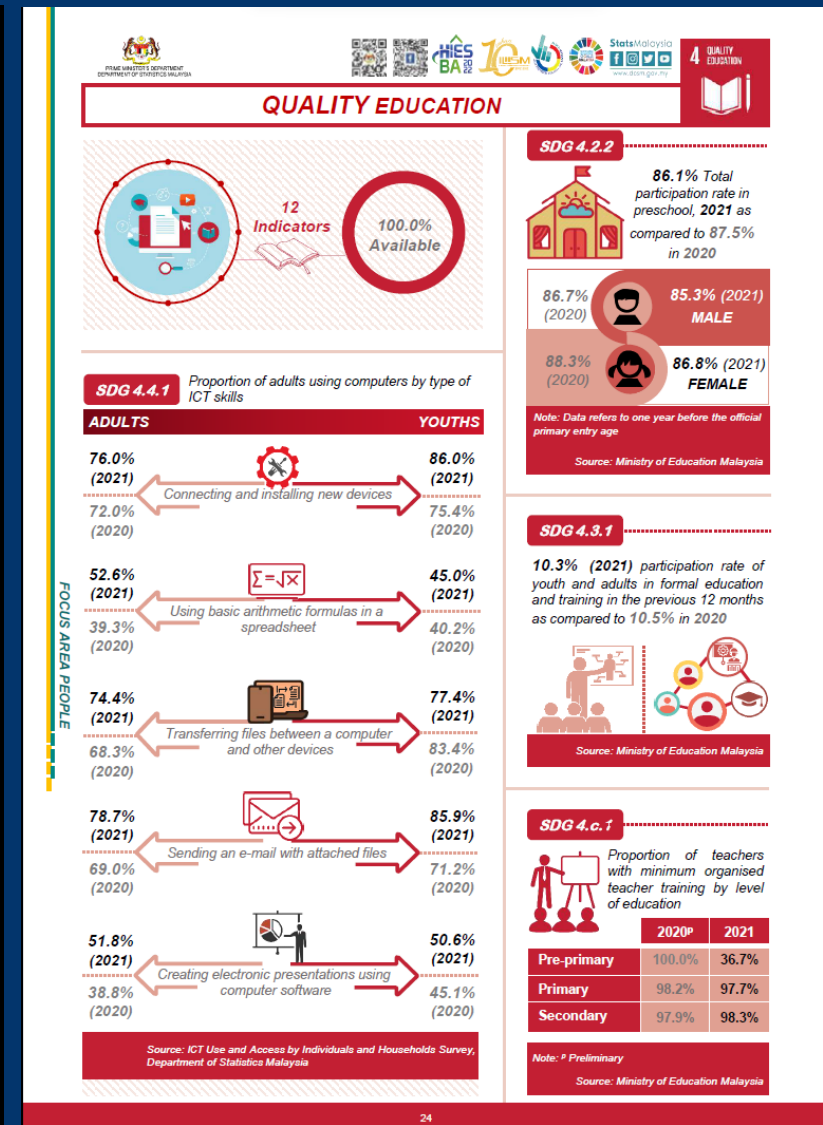 PRIME MINISTER'S DEPARTMENT
DEPARTMENT OF STATISTICS MALAYSIA
HIES
BA 2022
10
StatsMalaysia
www.dosm.gov.my
4 QUALITY
EDUCATION
QUALITY EDUCATION
12
Indicators
100.0%
Available
SDG 4.4.1
Proportion of adults using computers by type of
ICT skills
ADULTS YOUTHS
76.0%
(2021)
72.0%
(2020)
Connecting and installing new devices
86.0%
(2021)
75.4%
(2020)
52.6%
(2021)
39.3%
(2020)
Σ=√X
Using basic arithmetic formulas in a
spreadsheet
45.0%
(2021)
40.2%
(2020)
74.4%
(2021)
68.3%
(2020)
Transferring files between a computer
and other devices
77.4%
(2021)
83.4%
(2020)
78.7%
(2021)
69.0%
(2020)
Sending an e-mail with attached files
85.9%
(2021)
71.2%
(2020)
51.8%
(2021)
38.8%
(2020)
Creating electronic presentations using
computer software
50.6%
(2021)
45.1%
(2020)
Source: ICT Use and Access by Individuals and Households Survey,
Department of Statistics Malaysia
SDG 4.2.2
86.1% Total
participation rate in
preschool, 2021 as
compared to 87.5%
in 2020
86.7%
(2020)
85.3% (2021)
MALE
88.3%
(2020)
86.8% (2021)
FEMALE
Note: Data refers to one year before the official
primary entry age
Source: Ministry of Education Malaysia
SDG 4.3.1
10.3% (2021) participation rate of
youth and adults in formal education
and training in the previous 12 months
as compared to 10.5% in 2020
Source: Ministry of Education Malaysia
SDG 4.c.1
Proportion of teachers
with minimum organised
teacher training by level
of education
2020ᵖ 2021
Pre-primary 100.0% 36.7%
Primary 98.2% 97.7%
Secondary 97.9% 98.3%
Note: ᵖ Preliminary
Source: Ministry of Education Malaysia
FOCUS AREA PEOPLE
24